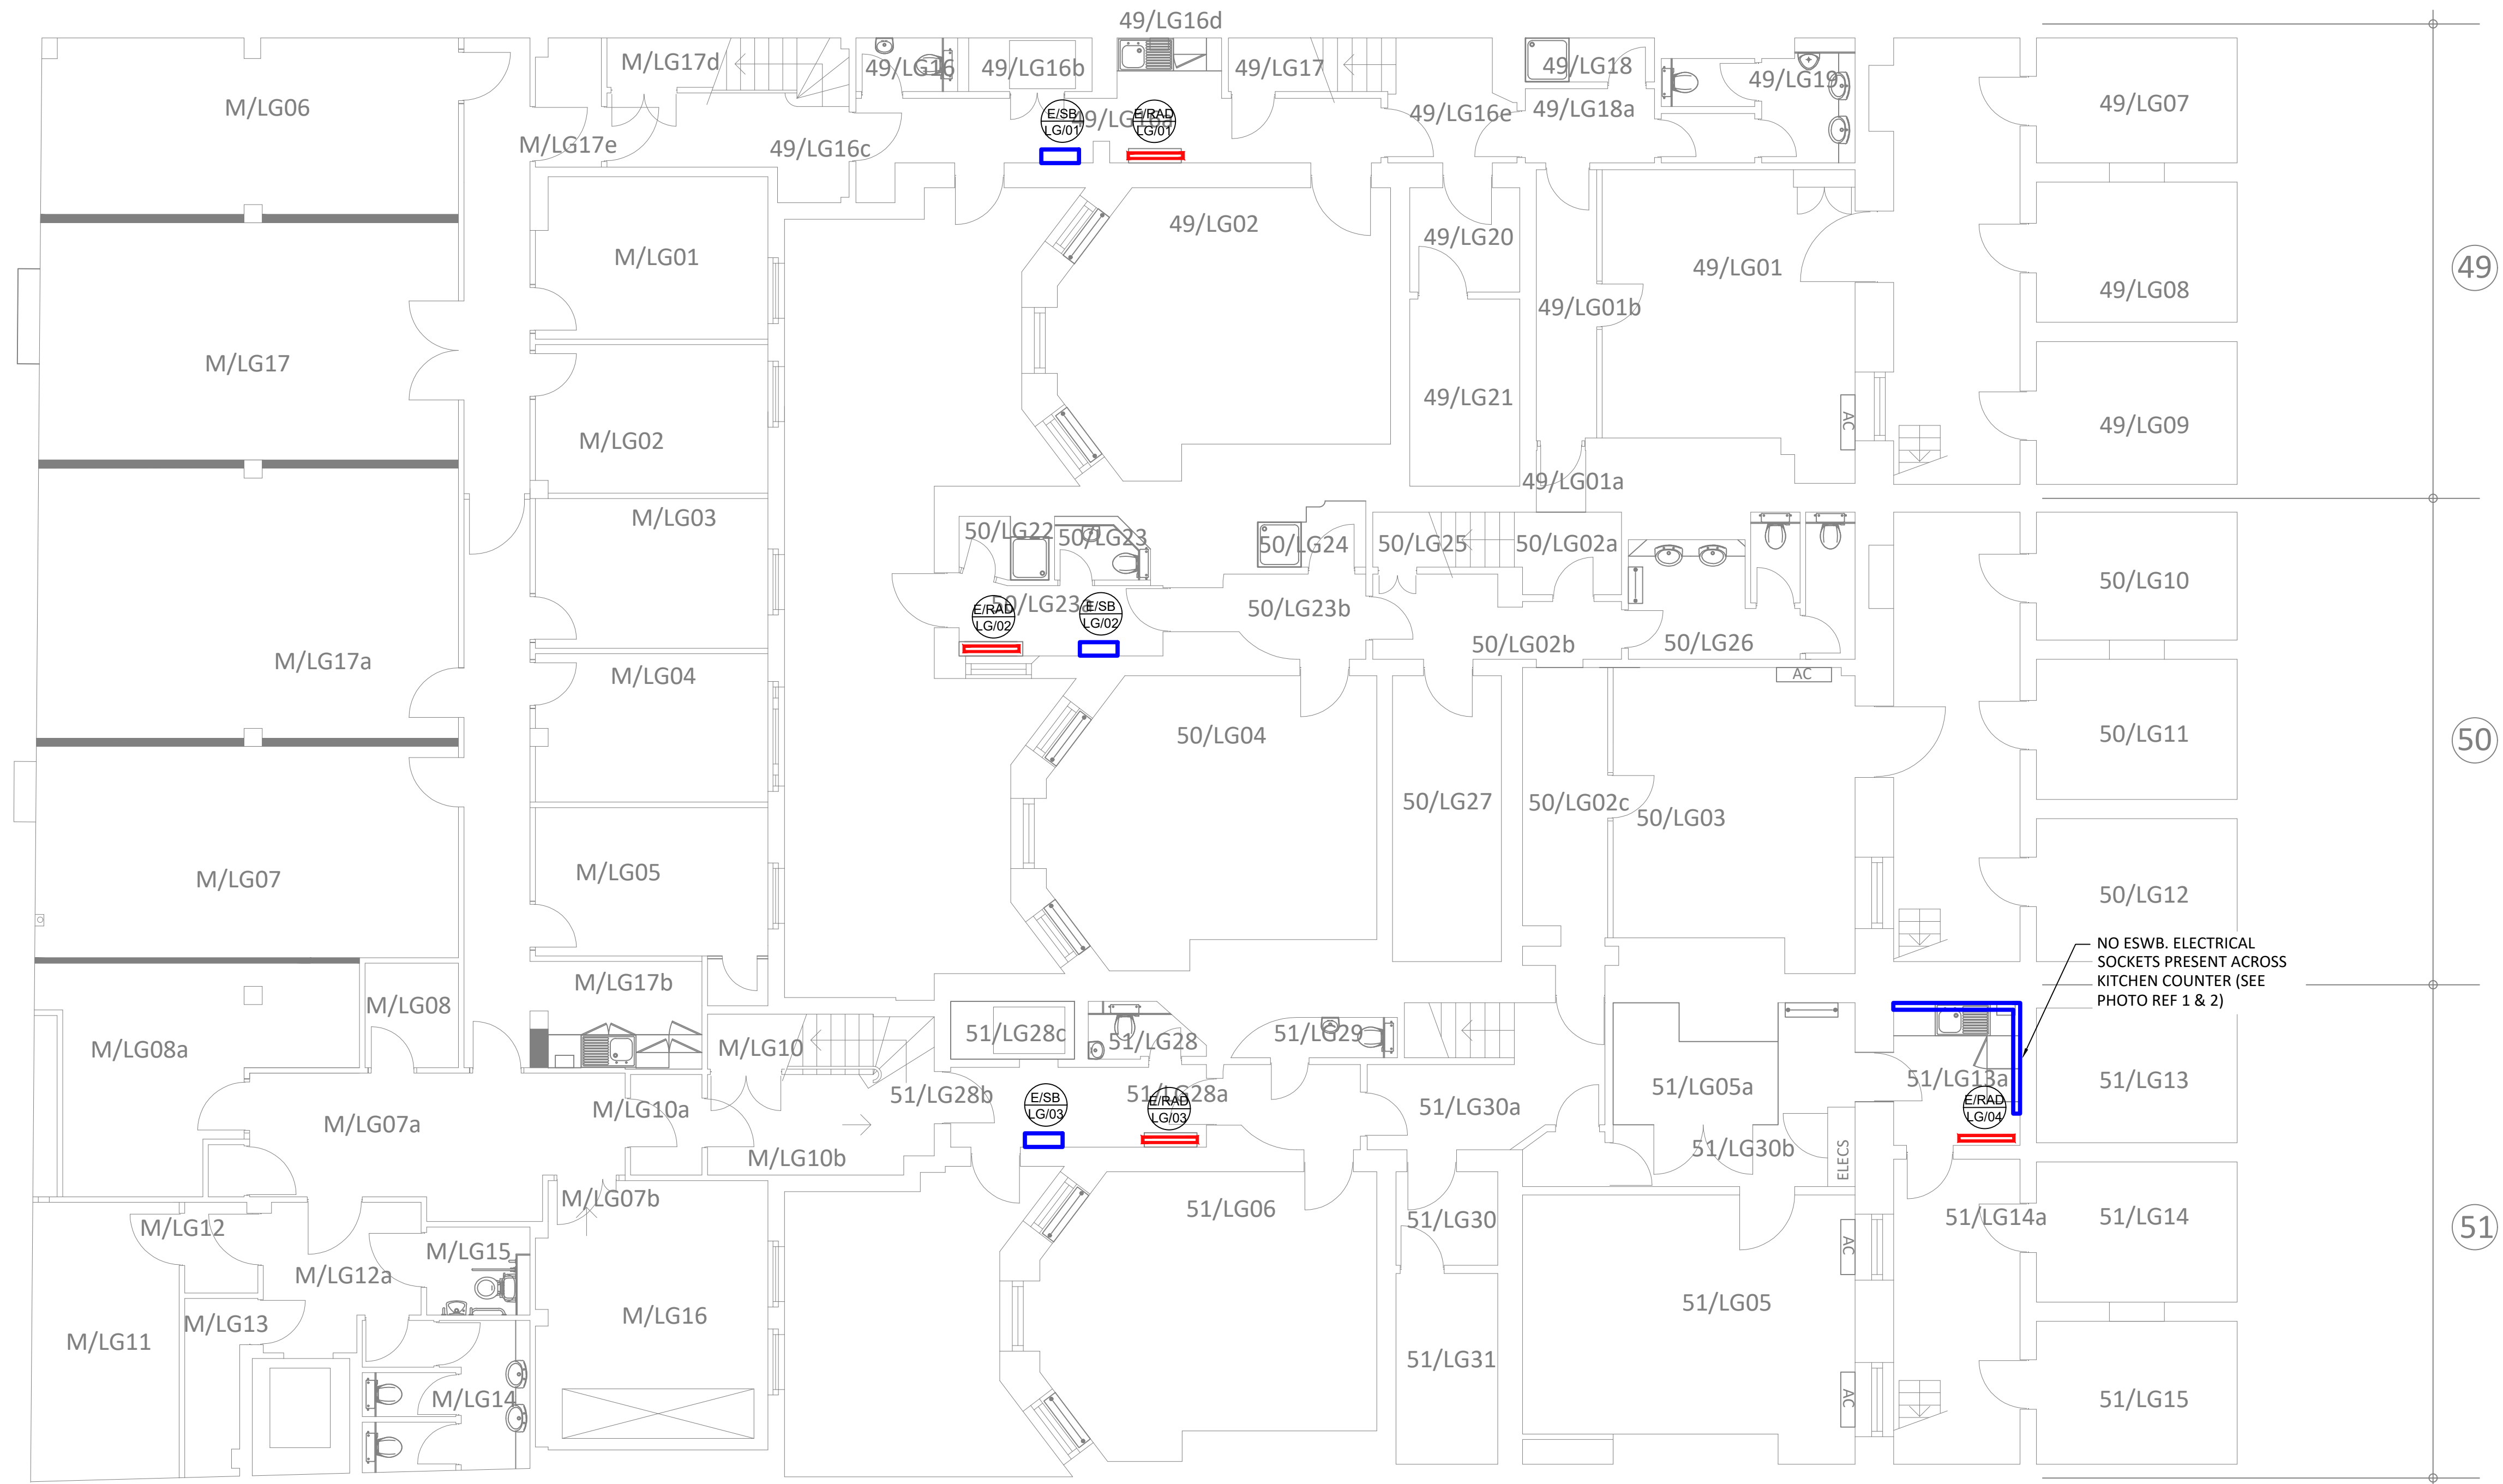 49/LG16d
M/LG17d
49/LG16
49/LG16b
49/LG17
49/LG18
49/LG19
M/LG06
49/LG07
E/SB
LG/01
49/LG16a
E/RAD
LG/01
49/LG16e
49/LG18a
M/LG17e
49/LG16c
49/LG02
49/LG20
M/LG01
49/LG01
49
49/LG08
49/LG01b
M/LG17
49/LG21
AC
49/LG09
M/LG02
49/LG01a
M/LG03
50/LG22
50/LG23
50/LG24
50/LG25
50/LG02a
50/LG10
50/LG23a
E/RAD
LG/02
E/SB
LG/02
50/LG23b
50/LG02b
50/LG26
M/LG17a
M/LG04
AC
50/LG04
50/LG11
50
50/LG27
50/LG02c
50/LG03
M/LG07
M/LG05
50/LG12
NO ESWB. ELECTRICAL
SOCKETS PRESENT ACROSS
KITCHEN COUNTER (SEE
PHOTO REF 1 & 2)
M/LG17b
M/LG08
M/LG08a
M/LG10
51/LG28c
51/LG28
51/LG29
51/LG05a
51/LG13a
51/LG13
M/LG10a
51/LG28b
E/SB
LG/03
51/LG28a
E/RAD
LG/03
51/LG30a
E/RAD
LG/04
M/LG07a
M/LG10b
51/LG30b
ELECS
M/LG07b
M/LG12
51/LG06
51/LG30
51/LG14a
51/LG14
51
M/LG15
AC
M/LG12a
M/LG16
51/LG05
M/LG11
M/LG13
51/LG31
M/LG14
AC
51/LG15